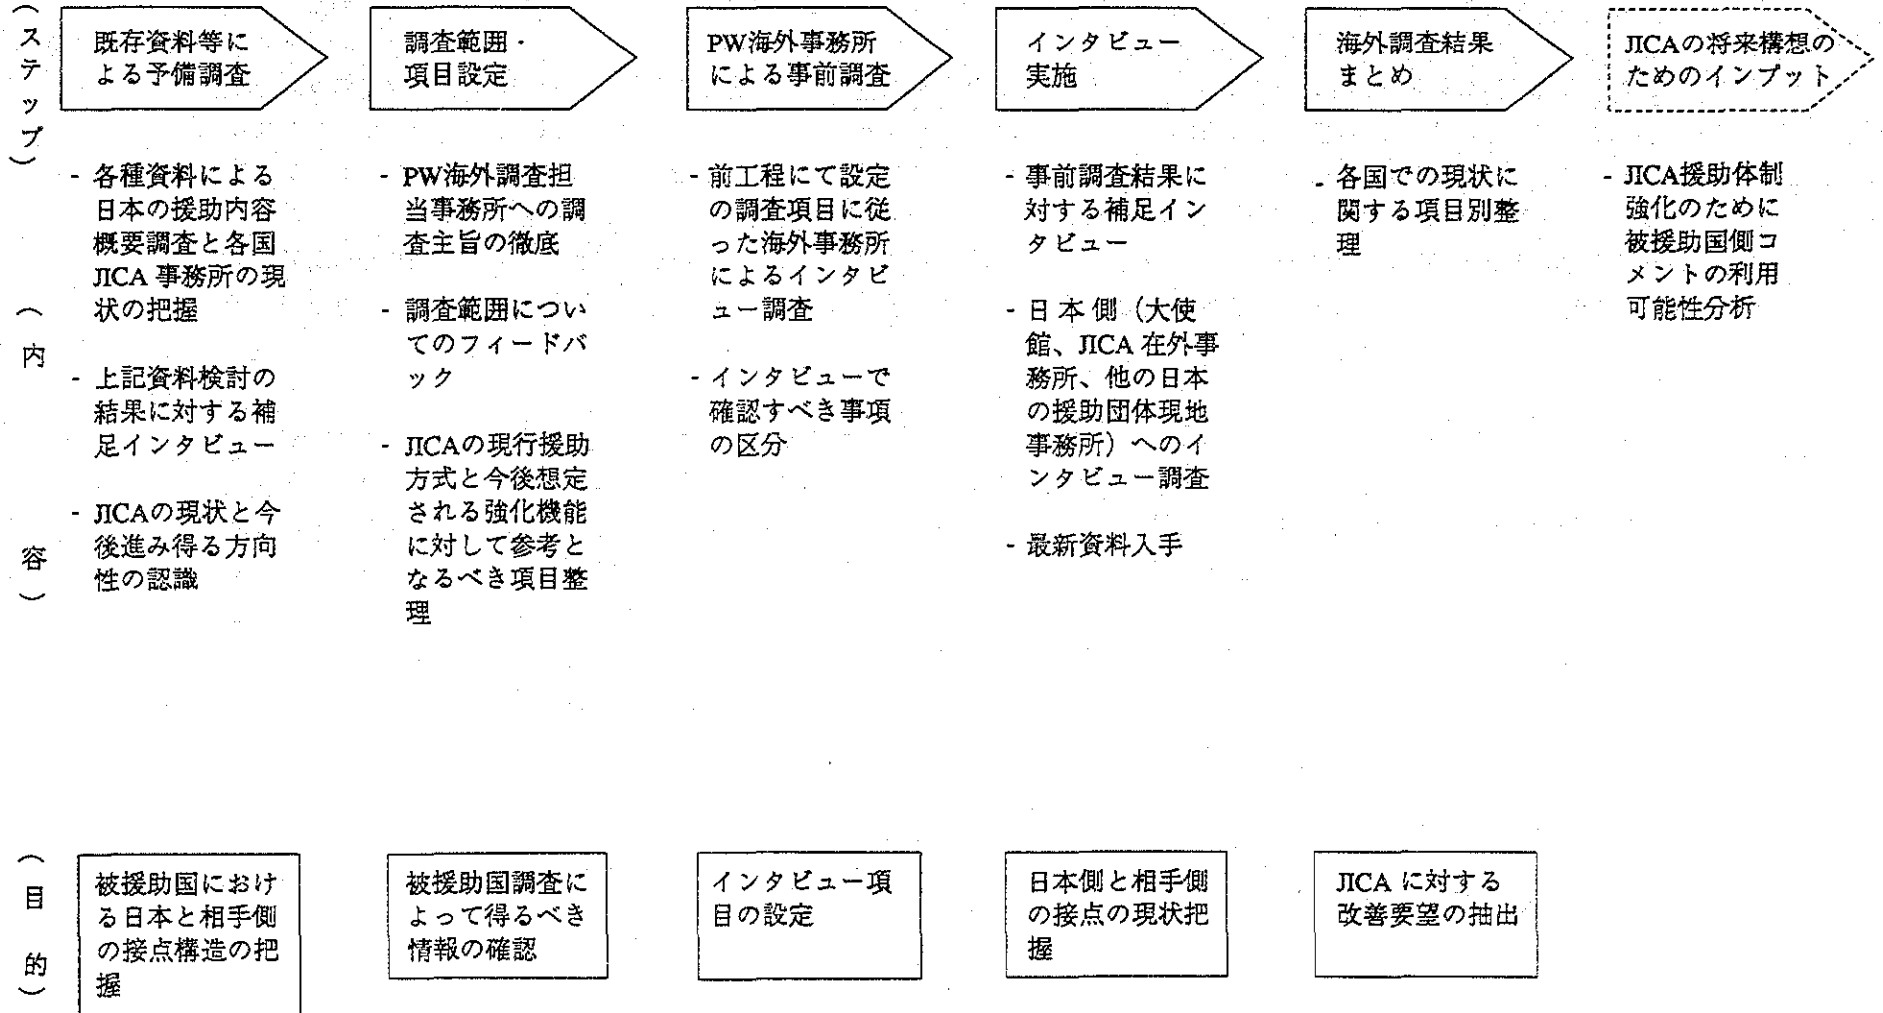 （ステップ）
既存資料等に
よる予備調査
調査範囲・
項目設定
PW海外事務所
による事前調査
インタビュー
実施
海外調査結果
まとめ
JICAの将来構想の
ためのインプット
（内容）
- 各種資料による
日本の援助内容
概要調査と各国
JICA 事務所の現
状の把握
- 上記資料検討の
結果に対する補
足インタビュー
- JICAの現状と今
後進み得る方向
性の認識
- PW海外調査担
当事務所への調
査主旨の徹底
- 調査範囲につい
てのフィードバ
ック
- JICAの現行援助
方式と今後想定
される強化機能
に対して参考と
なるべき項目整
理
- 前工程にて設定
の調査項目に従
った海外事務所
によるインタビ
ュー調査
- インタビューで
確認すべき事項
の区分
- 事前調査結果に
対する補足イン
タビュー
- 日本側（大使
館、JICA 在外事
務所、他の日本
の援助団体現地
事務所）へのイ
ンタビュー調査
- 最新資料入手
- 各国での現状に
関する項目別整
理
- JICA援助体制
強化のために
被援助国側コ
メントの利用
可能性分析
（目的）
被援助国におけ
る日本と相手側
の接点構造の把
握
被援助国調査に
よって得るべき
情報の確認
インタビュー項
目の設定
日本側と相手側
の接点の現状把
握
JICA に対する
改善要望の抽出